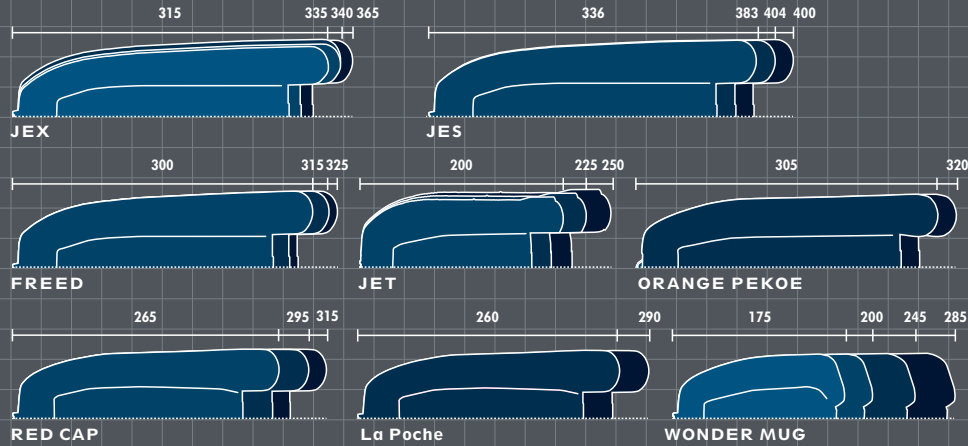 315 335 340 365
336 383 404 400
JEX
JES
300 315 325
200 225 250
305 320
FREED
JET
ORANGE PEKOE
265 295 315
260 290
175 200 245 285
RED CAP
La Poche
WONDER MUG